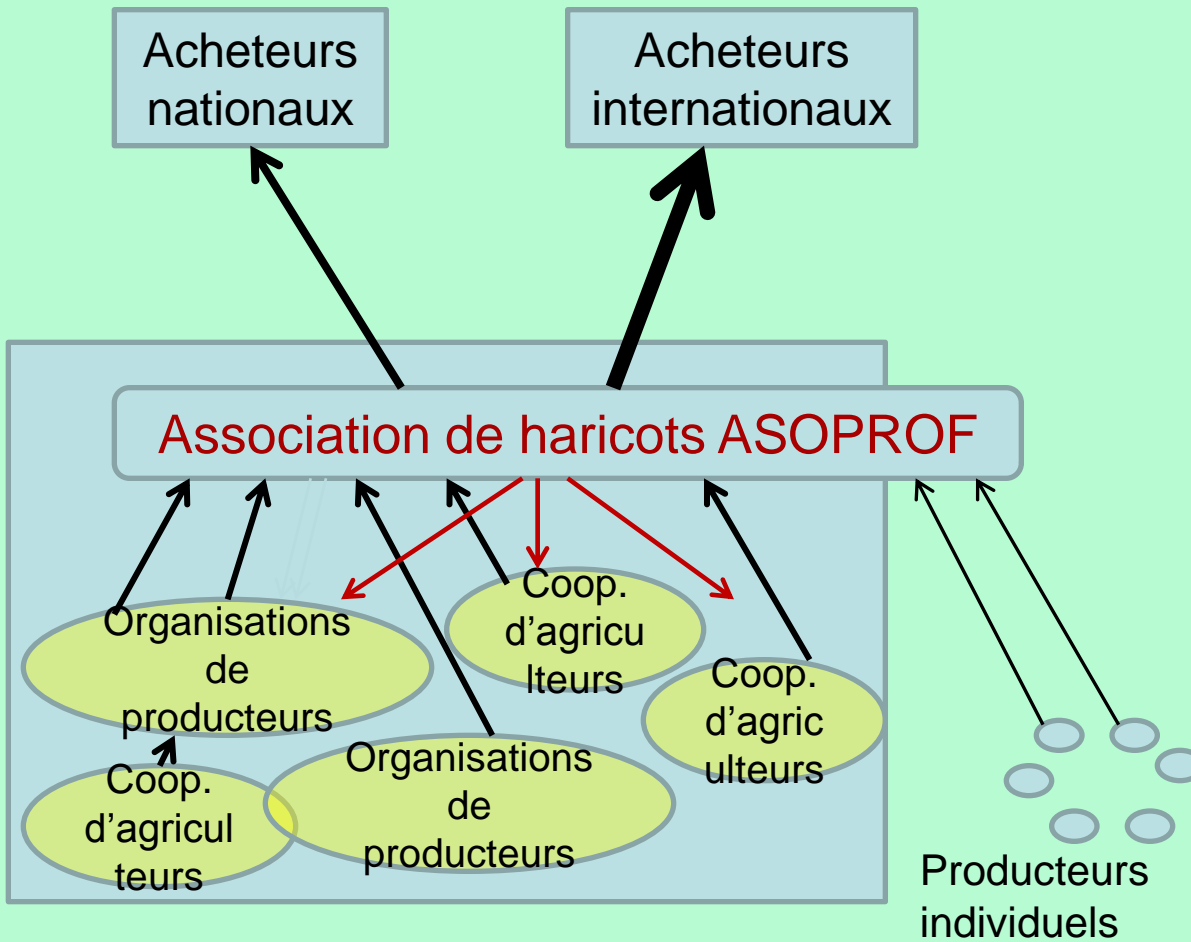 Acheteurs
nationaux
Acheteurs
internationaux
Association de haricots ASOPROF
Organisations
de
producteurs
Coop.
d’agricu
lteurs
Coop.
d’agric
ulteurs
Coop.
d’agricul
teurs
Organisations
de
producteurs
Producteurs
individuels